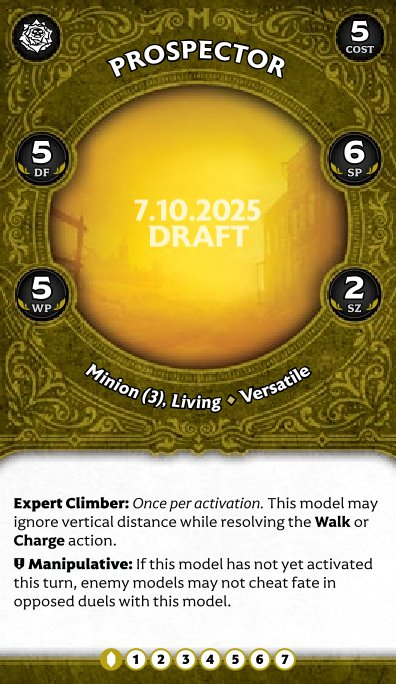 PROSPECTOR
5
COST
5
DF
6
SP
7.10.2025
DRAFT
5
WP
2
SZ
Minion (3), Living ⬥ Versatile
Expert Climber: Once per activation. This model may
ignore vertical distance while resolving the Walk or
Charge action.
Manipulative: If this model has not yet activated
this turn, enemy models may not cheat fate in
opposed duels with this model.
1 2 3 4 5 6 7